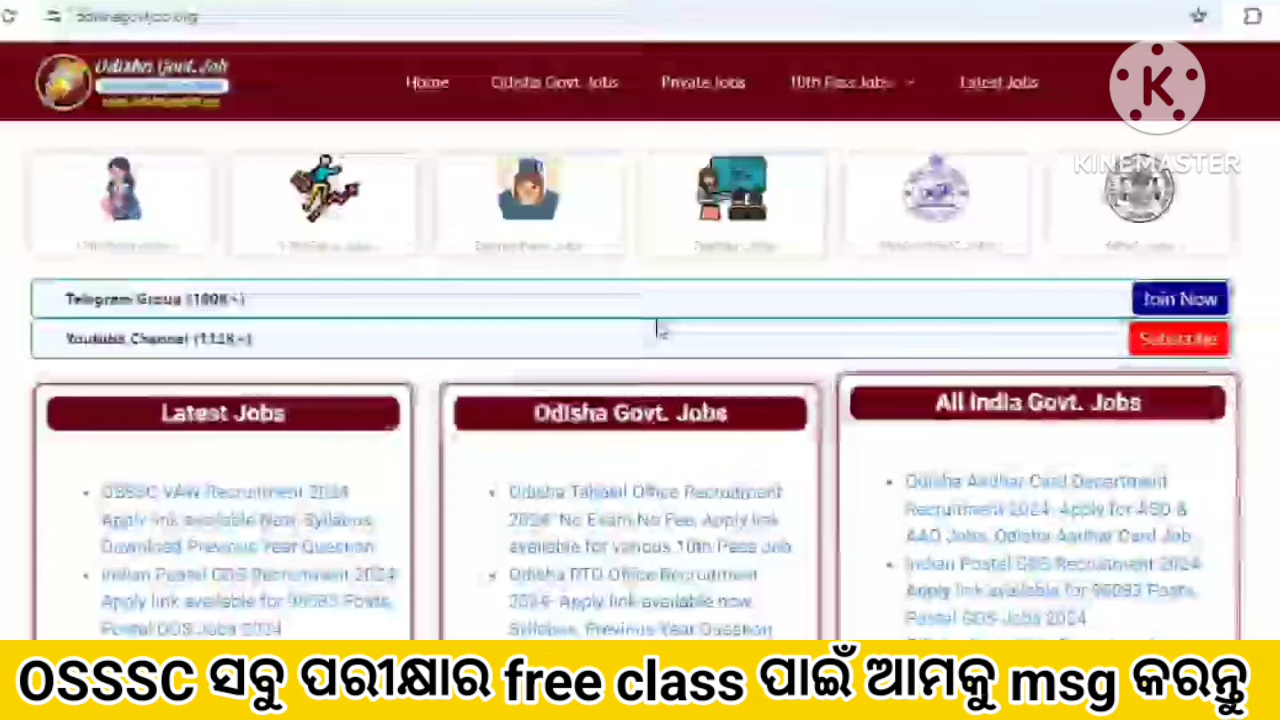 Odisha Govt. Job
Home
Odisha Govt. Jobs
Private Jobs
10th Pass Jobs
Latest Jobs
K
KINEMASTER
Telegram Group
Join Now
Youtube Channel
Subscribe
Latest Jobs
OSSSC VAW Recruitment 2024
Apply link available Now, Syllabus,
Download Previous Year Question
Indian Postal GDS Recruitment 2024
Apply link available for Posts,
Postal GDS Jobs 2024
Odisha Govt. Jobs
Odisha Tahasil Office Recruitment
2024- No Exam No Fee, Apply link
available for various 10th Pass Job
Odisha RTO Office Recruitment
2024- Apply link available now,
Syllabus, Previous Year Question
All India Govt. Jobs
Odisha Aadhar Card Department
Recruitment 2024- Apply for ASO &
AAO Jobs, Odisha Aadhar Card Job
Indian Postal GDS Recruitment 2024
Apply link available for Posts,
Postal GDS Jobs 2024
OSSSC ସବୁ ପରୀକ୍ଷାର free class ପାଇଁ ଆମକୁ msg କରନ୍ତୁ